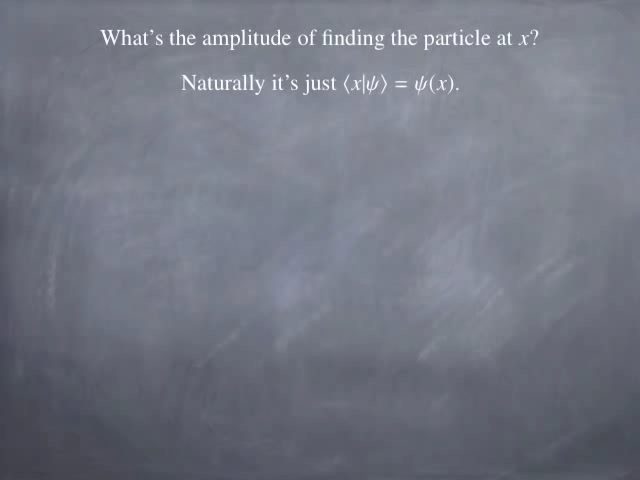 What’s the amplitude of finding the particle at x?
Naturally it’s just ⟨x|ψ⟩ = ψ(x).